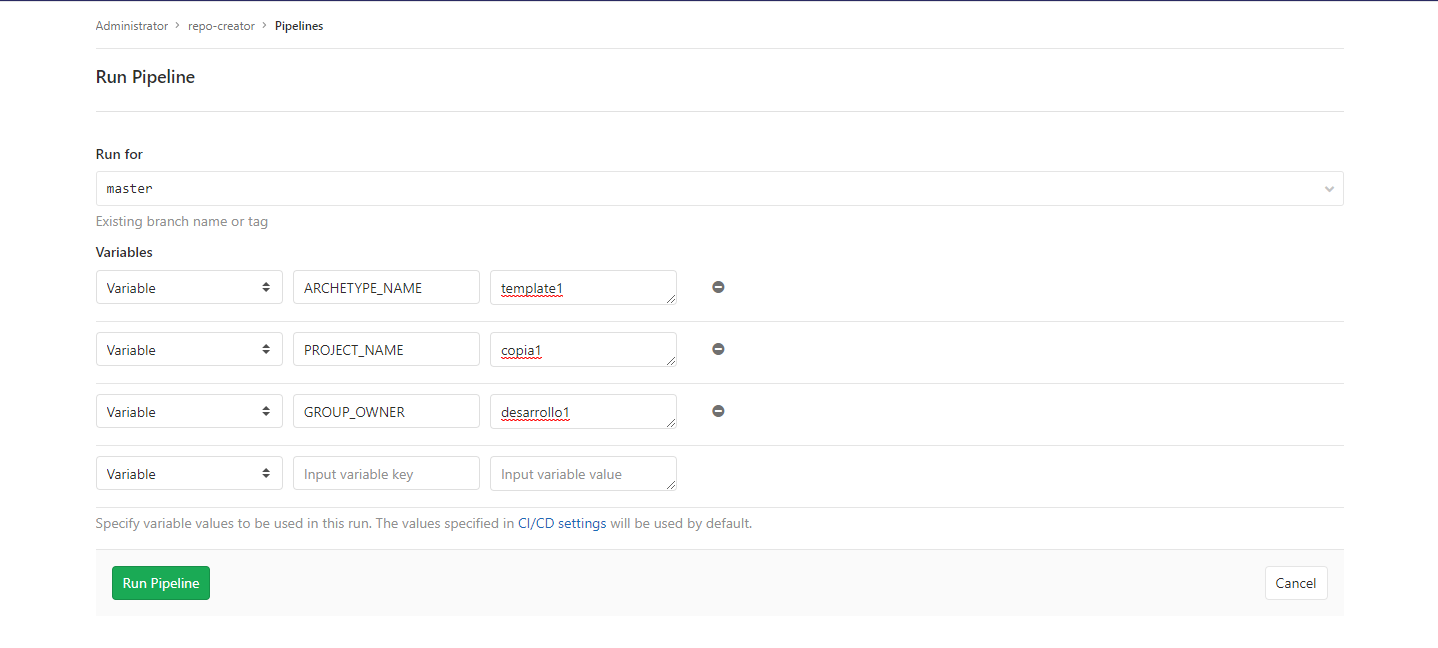 Administrator > repo-creator > Pipelines
Run Pipeline
Run for
master
Existing branch name or tag
Variables
Variable ARCHETYPE_NAME template1
Variable PROJECT_NAME copia1
Variable GROUP_OWNER desarrollo1
Variable Input variable key Input variable value
Specify variable values to be used in this run. The values specified in CI/CD settings will be used by default.
Run Pipeline Cancel